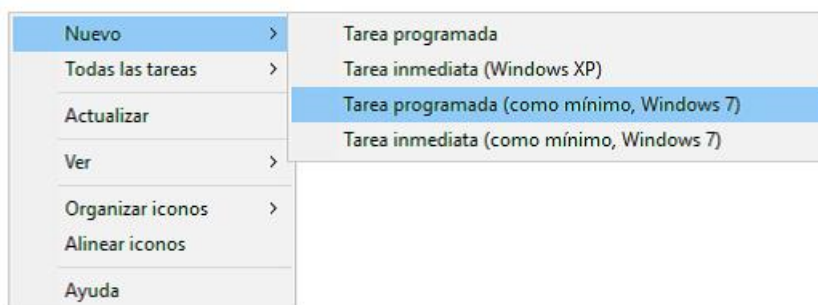 Nuevo >
Todas las tareas >
Actualizar
Ver >
Organizar iconos >
Alinear iconos
Ayuda
Tarea programada
Tarea inmediata (Windows XP)
Tarea programada (como mínimo, Windows 7)
Tarea inmediata (como mínimo, Windows 7)